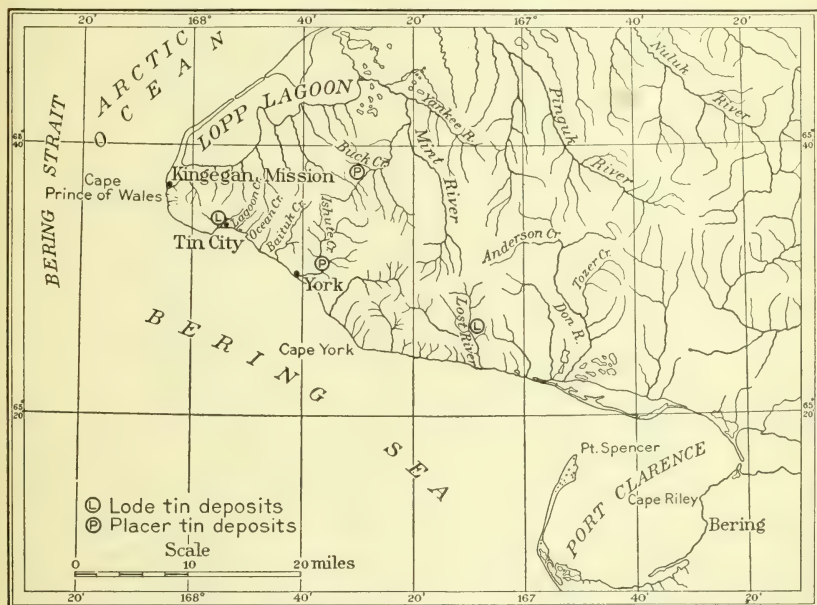 20' 168° 40' 20' 167° 40' 20'
ARCTIC
OCEAN
BERING STRAIT
LOPP LAGOON
Nuluk
River
Yankee R.
Pinguk
River
65°
40'
65°
40'
Buck Cr.
Mint
River
Cape
Prince of Wales
Kingegan Mission
P
L
Lagoon Cr.
Ocean Cr.
Baituk Cr.
Ishute Cr.
Tin City
Anderson Cr.
Tozer Cr.
P
York
Lost River
L
Don R.
Cape York
BERING SEA
65°
20'
65°
20'
Pt. Spencer
PORT CLARENCE
Cape Riley
Bering
L Lode tin deposits
P Placer tin deposits
Scale
0 10 20 miles
20' 168° 40' 20' 167° 40' 20'